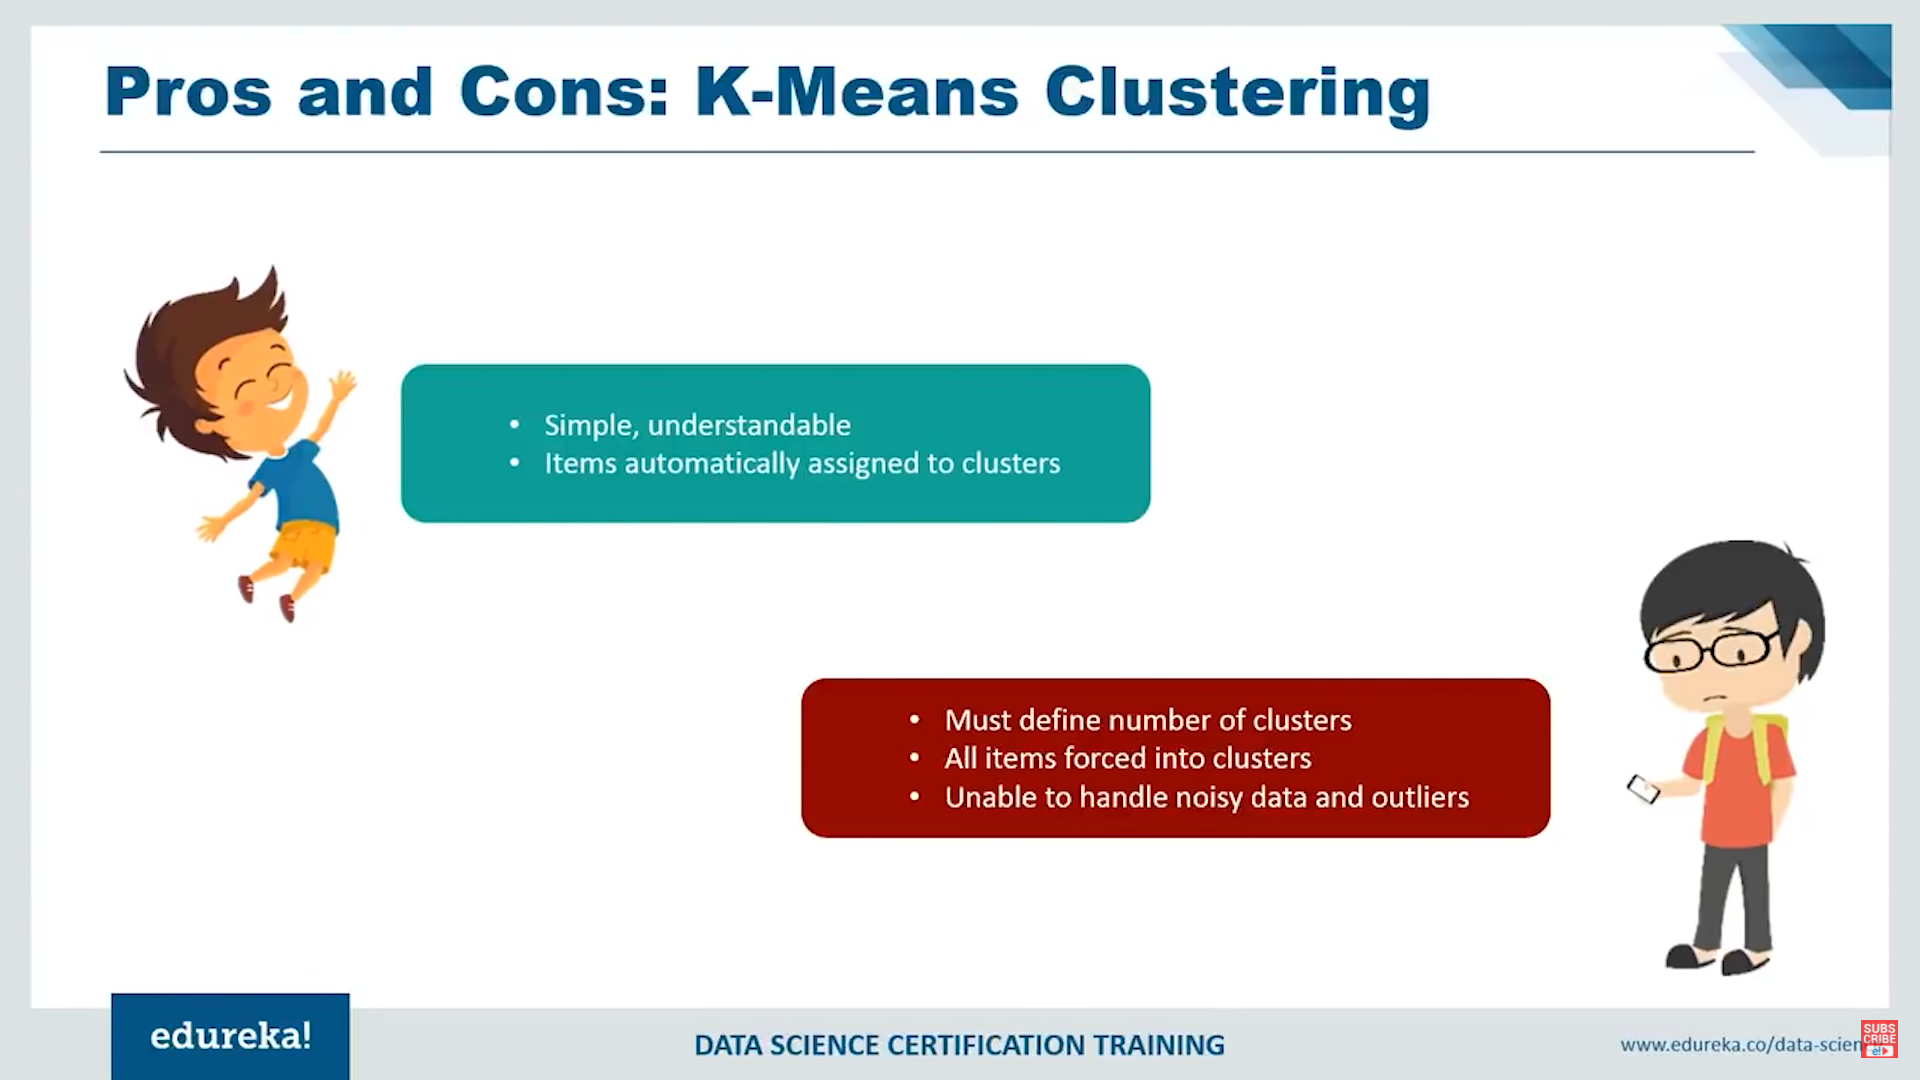 Pros and Cons: K-Means Clustering
• Simple, understandable
• Items automatically assigned to clusters
• Must define number of clusters
• All items forced into clusters
• Unable to handle noisy data and outliers
edureka!
DATA SCIENCE CERTIFICATION TRAINING
www.edureka.co/data-scien
SUBS
CRIBE
e!